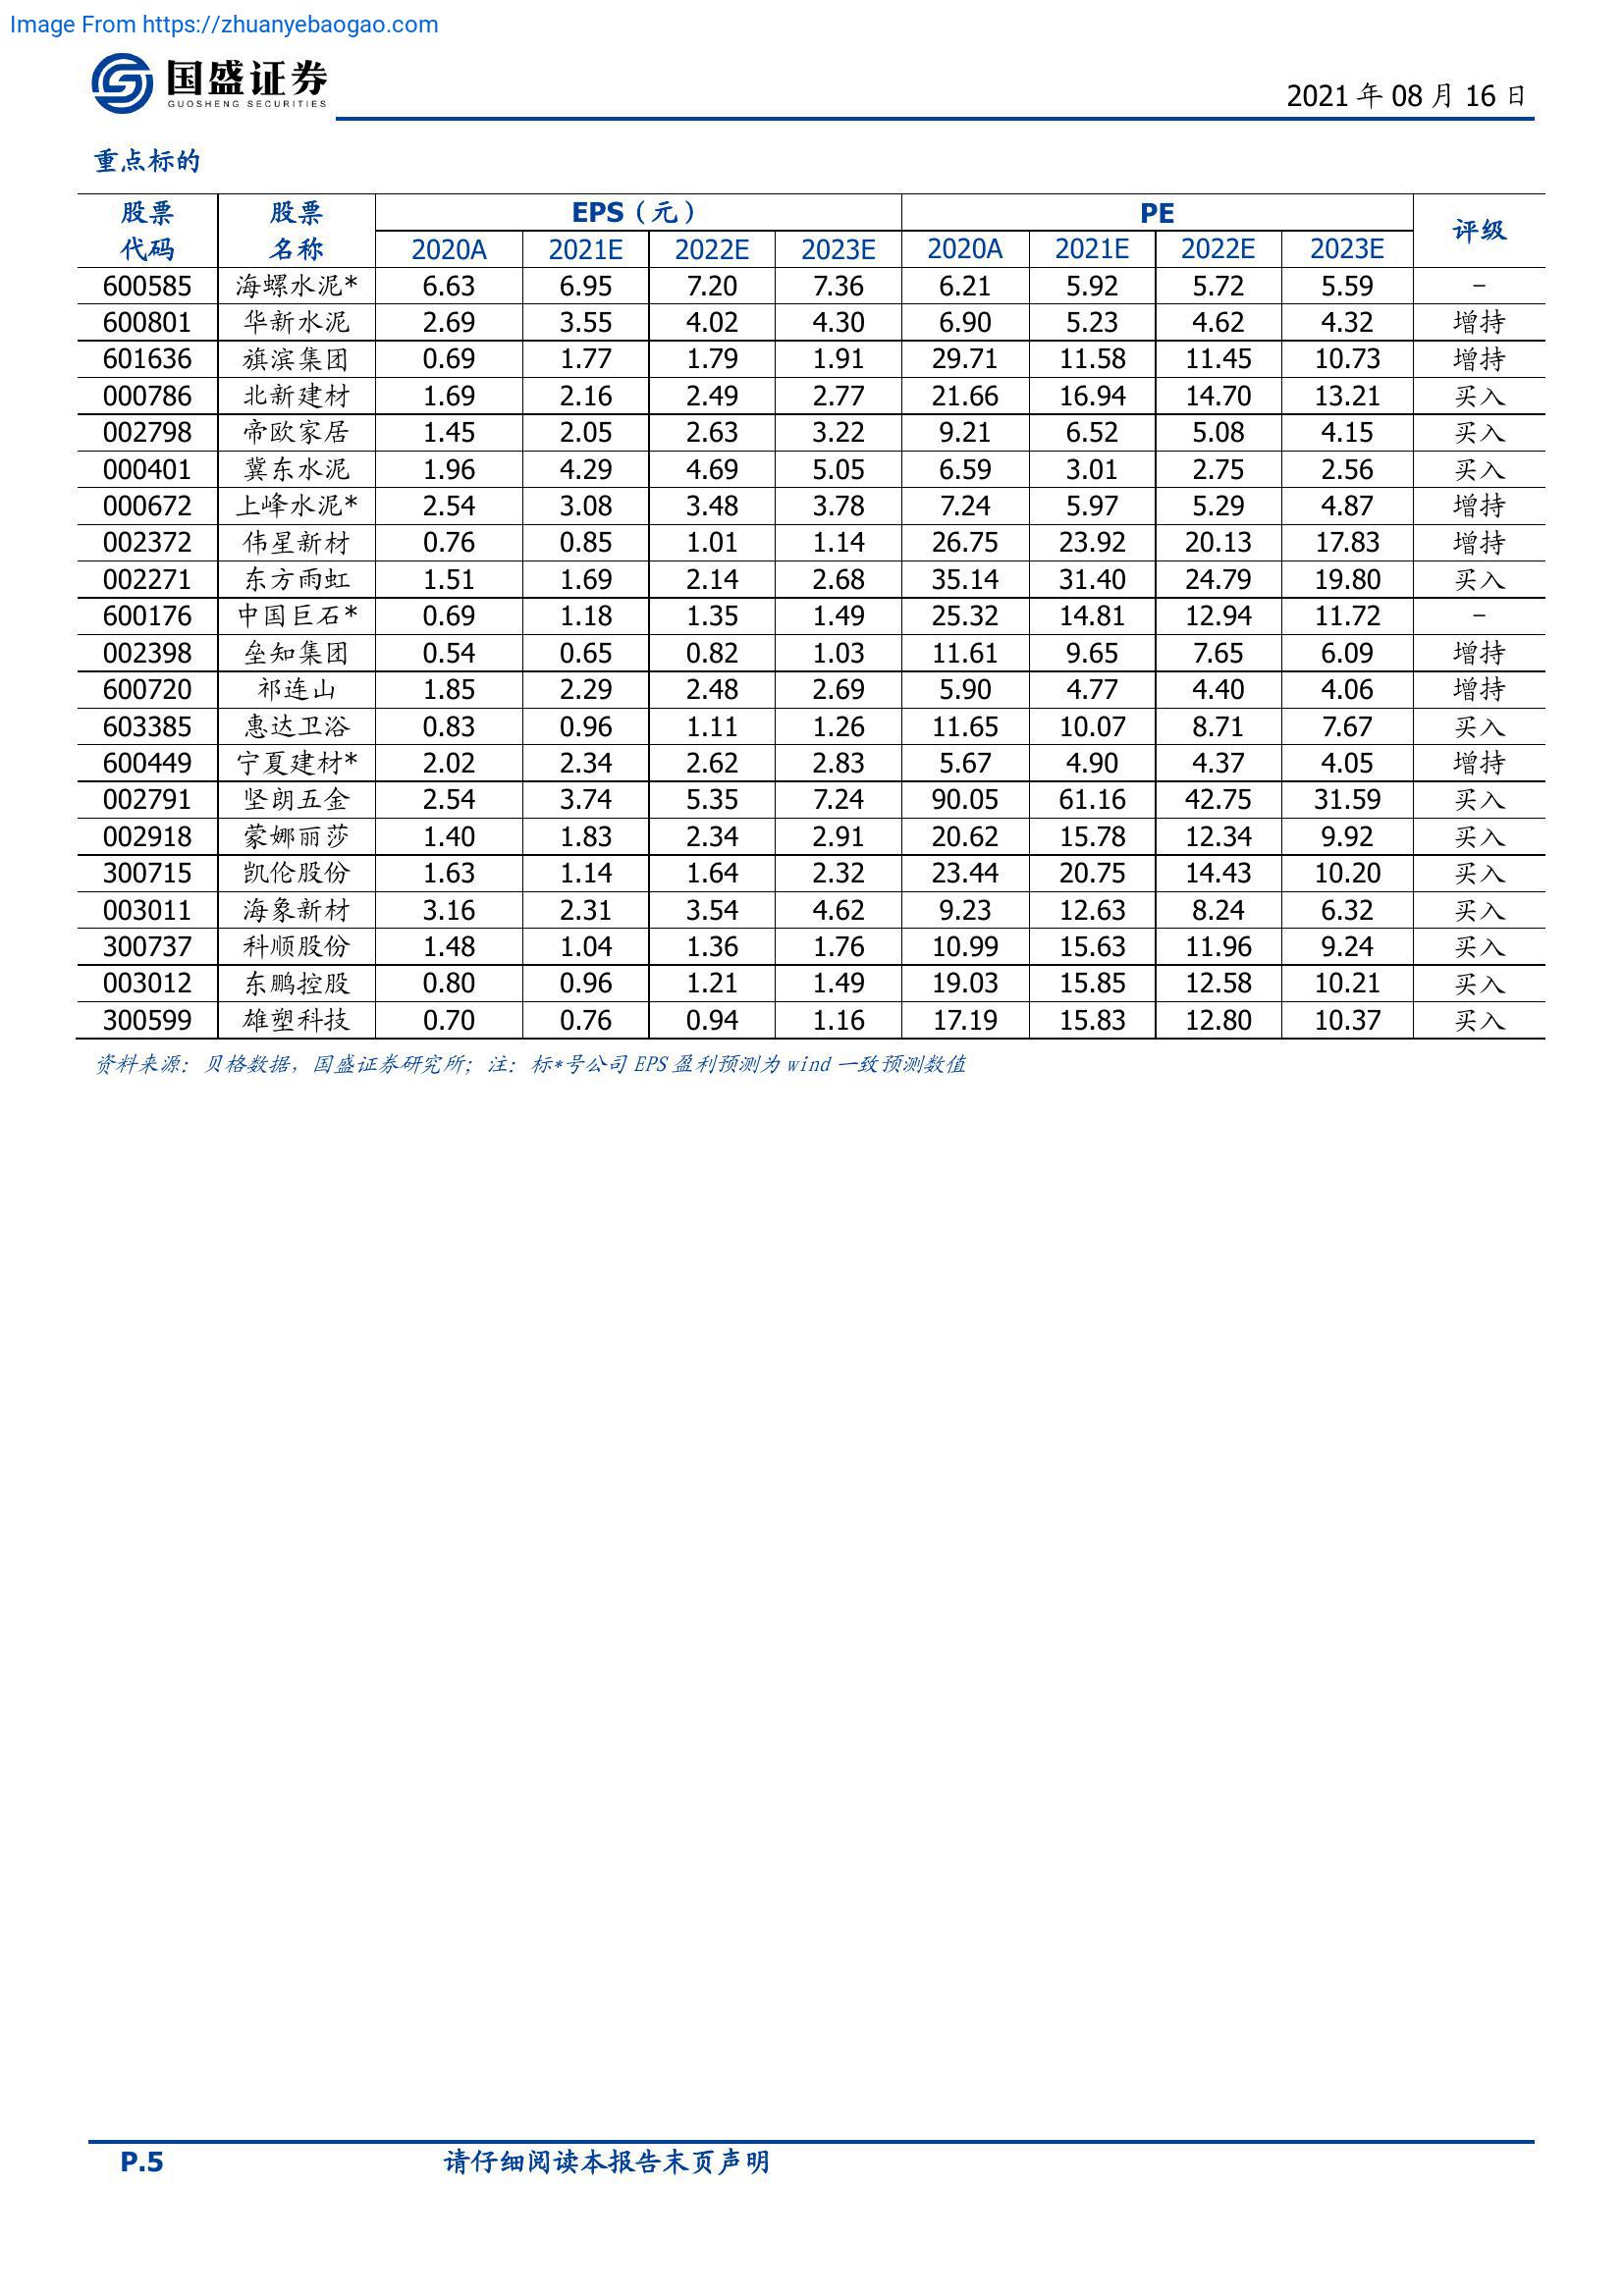 Image From https://zhuanyebaogao.com
国盛证券
GUOSHENG SECURITIES
2021 年 08 月 16 日
重点标的
股票代码 股票名称 EPS（元） PE 评级
2020A 2021E 2022E 2023E 2020A 2021E 2022E 2023E
600585 海螺水泥* 6.63 6.95 7.20 7.36 6.21 5.92 5.72 5.59 -
600801 华新水泥 2.69 3.55 4.02 4.30 6.90 5.23 4.62 4.32 增持
601636 旗滨集团 0.69 1.77 1.79 1.91 29.71 11.58 11.45 10.73 增持
000786 北新建材 1.69 2.16 2.49 2.77 21.66 16.94 14.70 13.21 买入
002798 帝欧家居 1.45 2.05 2.63 3.22 9.21 6.52 5.08 4.15 买入
000401 冀东水泥 1.96 4.29 4.69 5.05 6.59 3.01 2.75 2.56 买入
000672 上峰水泥* 2.54 3.08 3.48 3.78 7.24 5.97 5.29 4.87 增持
002372 伟星新材 0.76 0.85 1.01 1.14 26.75 23.92 20.13 17.83 增持
002271 东方雨虹 1.51 1.69 2.14 2.68 35.14 31.40 24.79 19.80 买入
600176 中国巨石* 0.69 1.18 1.35 1.49 25.32 14.81 12.94 11.72 -
002398 垒知集团 0.54 0.65 0.82 1.03 11.61 9.65 7.65 6.09 增持
600720 祁连山 1.85 2.29 2.48 2.69 5.90 4.77 4.40 4.06 增持
603385 惠达卫浴 0.83 0.96 1.11 1.26 11.65 10.07 8.71 7.67 买入
600449 宁夏建材* 2.02 2.34 2.62 2.83 5.67 4.90 4.37 4.05 增持
002791 坚朗五金 2.54 3.74 5.35 7.24 90.05 61.16 42.75 31.59 买入
002918 蒙娜丽莎 1.40 1.83 2.34 2.91 20.62 15.78 12.34 9.92 买入
300715 凯伦股份 1.63 1.14 1.64 2.32 23.44 20.75 14.43 10.20 买入
003011 海象新材 3.16 2.31 3.54 4.62 9.23 12.63 8.24 6.32 买入
300737 科顺股份 1.48 1.04 1.36 1.76 10.99 15.63 11.96 9.24 买入
003012 东鹏控股 0.80 0.96 1.21 1.49 19.03 15.85 12.58 10.21 买入
300599 雄塑科技 0.70 0.76 0.94 1.16 17.19 15.83 12.80 10.37 买入
资料来源：贝格数据，国盛证券研究所；注：标*号公司 EPS 盈利预测为 wind 一致预测数值
P.5 请仔细阅读本报告末页声明